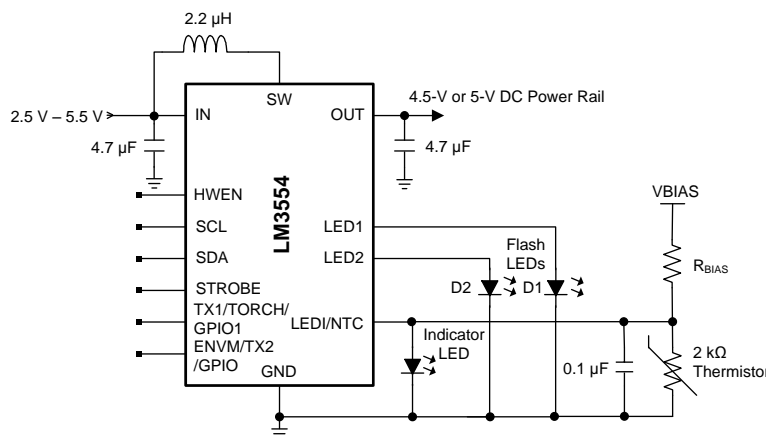 2.2 µH
SW
2.5 V – 5.5 V
IN
OUT
4.5-V or 5-V DC Power Rail
4.7 µF
4.7 µF
LM3554
HWEN
SCL
SDA
STROBE
TX1/TORCH/
GPIO1
ENVM/TX2
/GPIO
GND
LED1
LED2
LEDI/NTC
Flash
LEDs
D2
D1
Indicator
LED
VBIAS
RBIAS
0.1 µF
2 kΩ
Thermistor